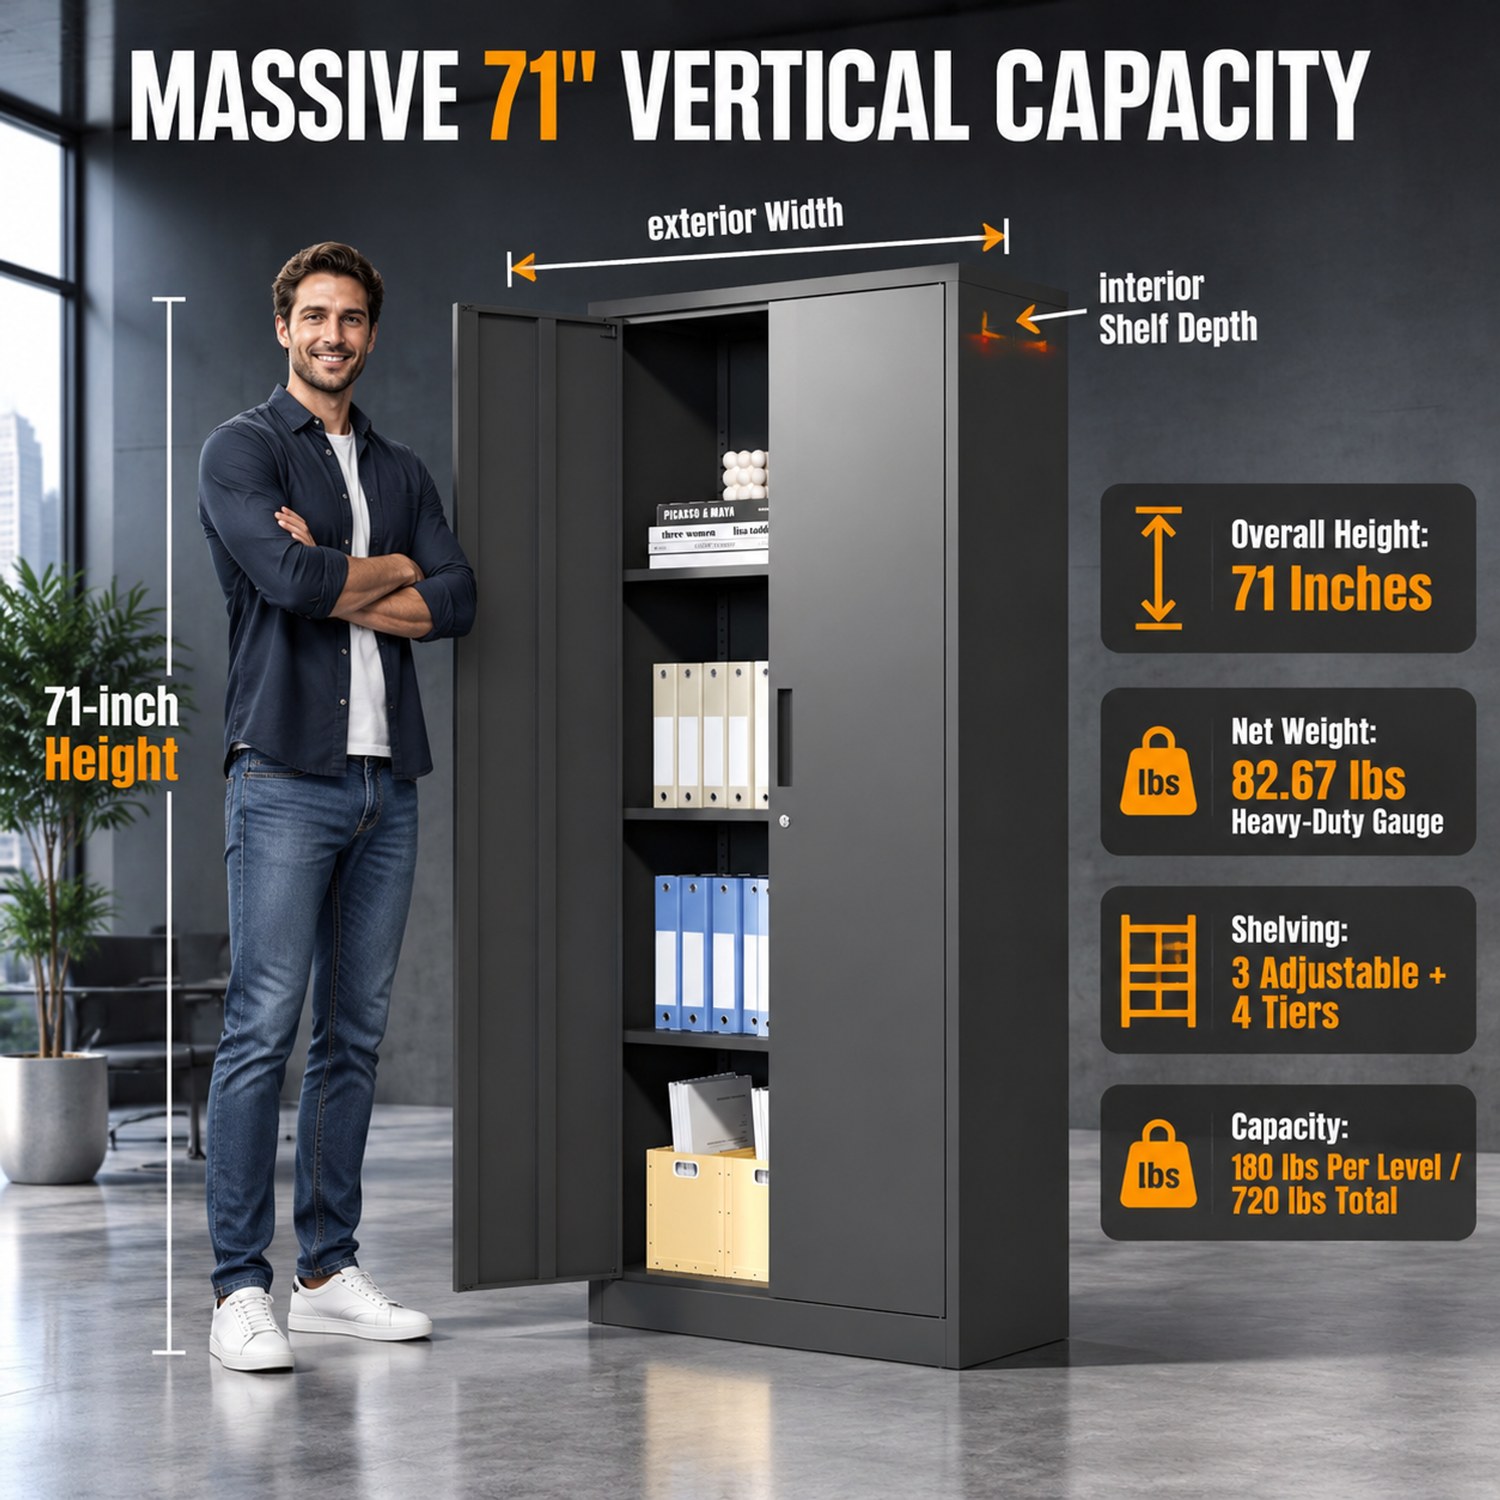 MASSIVE 71" VERTICAL CAPACITY
exterior Width
interior
Shelf Depth
71-inch
Height
PICASSO & MAYA
three women lisa tadd
Overall Height:
71 Inches
lbs
Net Weight:
82.67 lbs
Heavy-Duty Gauge
Shelving:
3 Adjustable +
4 Tiers
lbs
Capacity:
180 lbs Per Level /
720 lbs Total